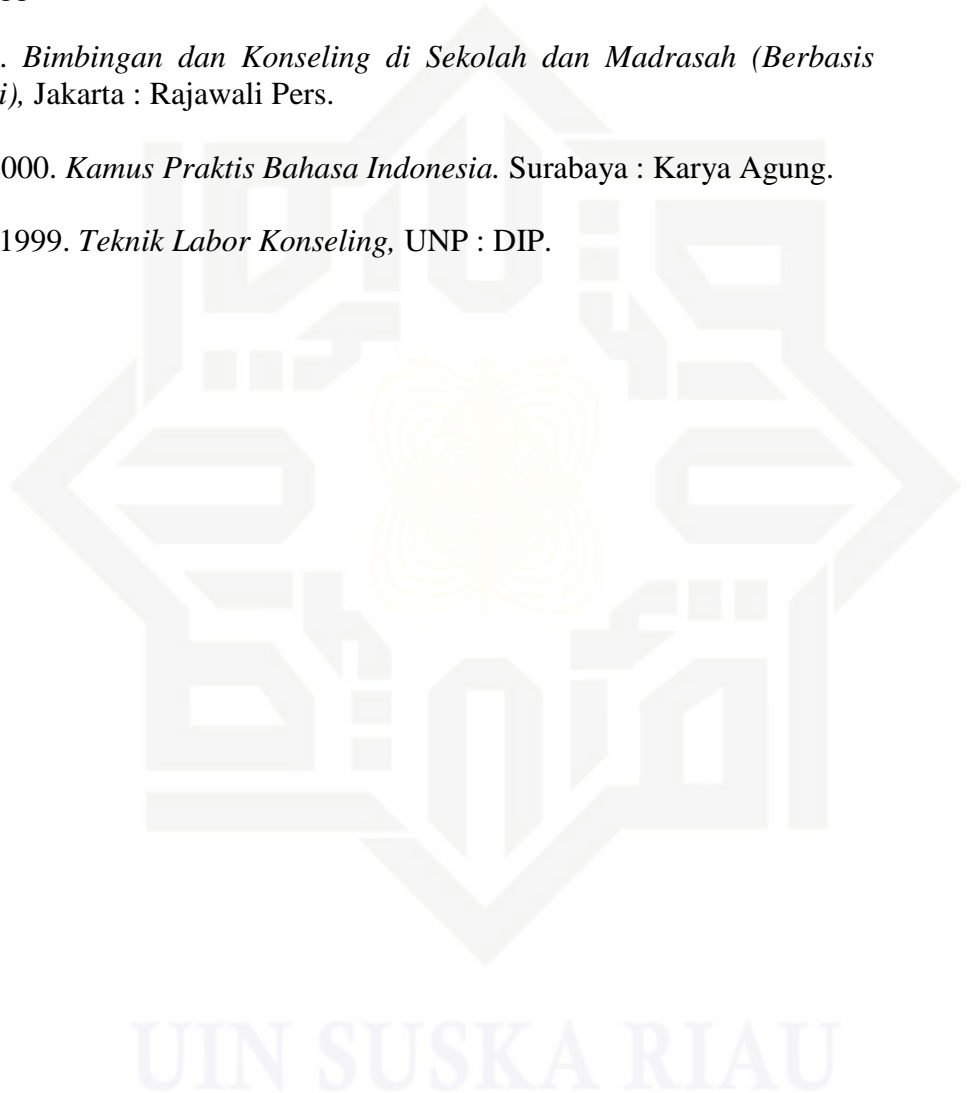 . Bimbingan dan Konseling di Sekolah dan Madrasah (Berbasis
i), Jakarta : Rajawali Pers.
000. Kamus Praktis Bahasa Indonesia. Surabaya : Karya Agung.
1999. Teknik Labor Konseling, UNP : DIP.
UIN SUSKA RIAU